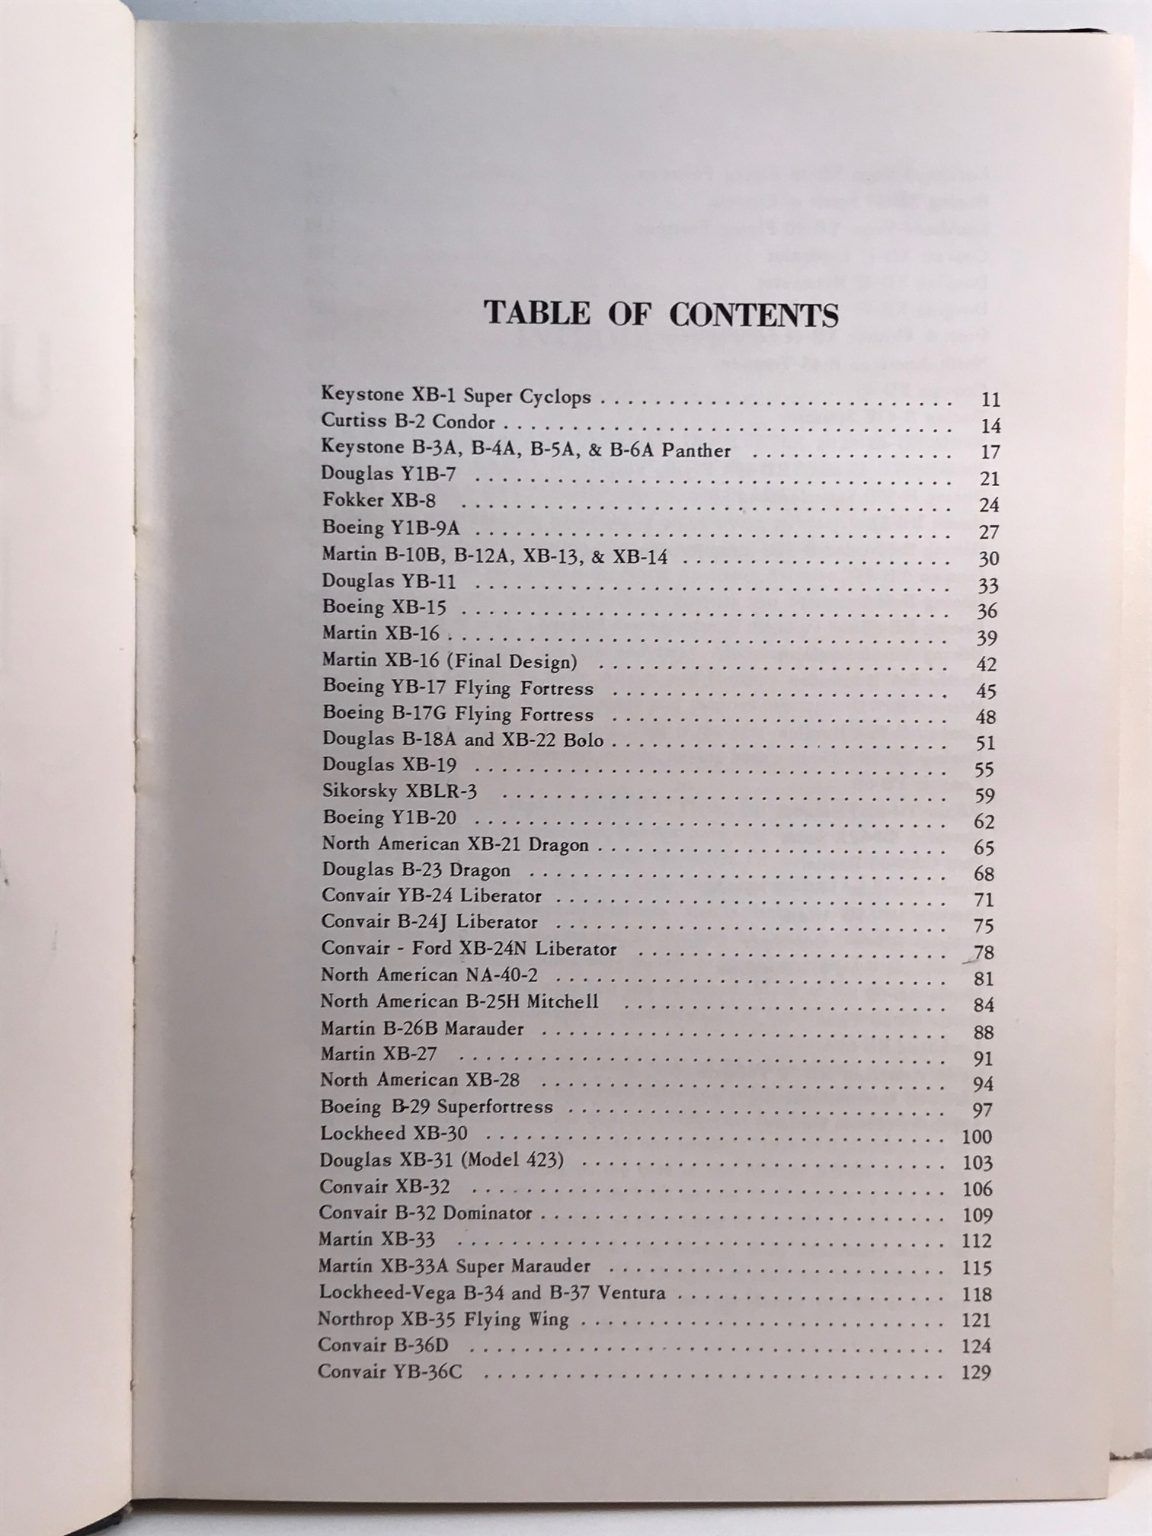 TABLE OF CONTENTS
Keystone XB-1 Super Cyclops . . . . . . . . . . . . . . . . . . . . . . . . . . 11
Curtiss B-2 Condor . . . . . . . . . . . . . . . . . . . . . . . . . . . . . . . . . 14
Keystone B-3A, B-4A, B-5A, & B-6A Panther . . . . . . . . . . . . . . . 17
Douglas Y1B-7 . . . . . . . . . . . . . . . . . . . . . . . . . . . . . . . . . . . 21
Fokker XB-8 . . . . . . . . . . . . . . . . . . . . . . . . . . . . . . . . . . . . 24
Boeing Y1B-9A . . . . . . . . . . . . . . . . . . . . . . . . . . . . . . . . . . . 27
Martin B-10B, B-12A, XB-13, & XB-14 . . . . . . . . . . . . . . . . . . . . 30
Douglas YB-11 . . . . . . . . . . . . . . . . . . . . . . . . . . . . . . . . . . . 33
Boeing XB-15 . . . . . . . . . . . . . . . . . . . . . . . . . . . . . . . . . . . . 36
Martin XB-16 . . . . . . . . . . . . . . . . . . . . . . . . . . . . . . . . . . . . . 39
Martin XB-16 (Final Design) . . . . . . . . . . . . . . . . . . . . . . . . . . 42
Boeing YB-17 Flying Fortress . . . . . . . . . . . . . . . . . . . . . . . . . 45
Boeing B-17G Flying Fortress . . . . . . . . . . . . . . . . . . . . . . . . . 48
Douglas B-18A and XB-22 Bolo . . . . . . . . . . . . . . . . . . . . . . . . . 51
Douglas XB-19 . . . . . . . . . . . . . . . . . . . . . . . . . . . . . . . . . . . 55
Sikorsky XBLR-3 . . . . . . . . . . . . . . . . . . . . . . . . . . . . . . . . . 59
Boeing Y1B-20 . . . . . . . . . . . . . . . . . . . . . . . . . . . . . . . . . . . 62
North American XB-21 Dragon . . . . . . . . . . . . . . . . . . . . . . . . . . 65
Douglas B-23 Dragon . . . . . . . . . . . . . . . . . . . . . . . . . . . . . . . 68
Convair YB-24 Liberator . . . . . . . . . . . . . . . . . . . . . . . . . . . . . 71
Convair B-24J Liberator . . . . . . . . . . . . . . . . . . . . . . . . . . . . . 75
Convair - Ford XB-24N Liberator . . . . . . . . . . . . . . . . . . . . . . . 78
North American NA-40-2 . . . . . . . . . . . . . . . . . . . . . . . . . . . . . 81
North American B-25H Mitchell . . . . . . . . . . . . . . . . . . . . . . . . 84
Martin B-26B Marauder . . . . . . . . . . . . . . . . . . . . . . . . . . . . . . 88
Martin XB-27 . . . . . . . . . . . . . . . . . . . . . . . . . . . . . . . . . . . . 91
North American XB-28 . . . . . . . . . . . . . . . . . . . . . . . . . . . . . . 94
Boeing B-29 Superfortress . . . . . . . . . . . . . . . . . . . . . . . . . . . . 97
Lockheed XB-30 . . . . . . . . . . . . . . . . . . . . . . . . . . . . . . . . . . 100
Douglas XB-31 (Model 423) . . . . . . . . . . . . . . . . . . . . . . . . . . . 103
Convair XB-32 . . . . . . . . . . . . . . . . . . . . . . . . . . . . . . . . . . . 106
Convair B-32 Dominator . . . . . . . . . . . . . . . . . . . . . . . . . . . . . . 109
Martin XB-33 . . . . . . . . . . . . . . . . . . . . . . . . . . . . . . . . . . . . 112
Martin XB-33A Super Marauder . . . . . . . . . . . . . . . . . . . . . . . . . 115
Lockheed-Vega B-34 and B-37 Ventura . . . . . . . . . . . . . . . . . . . . 118
Northrop XB-35 Flying Wing . . . . . . . . . . . . . . . . . . . . . . . . . . . 121
Convair B-36D . . . . . . . . . . . . . . . . . . . . . . . . . . . . . . . . . . . 124
Convair YB-36C . . . . . . . . . . . . . . . . . . . . . . . . . . . . . . . . . . 129